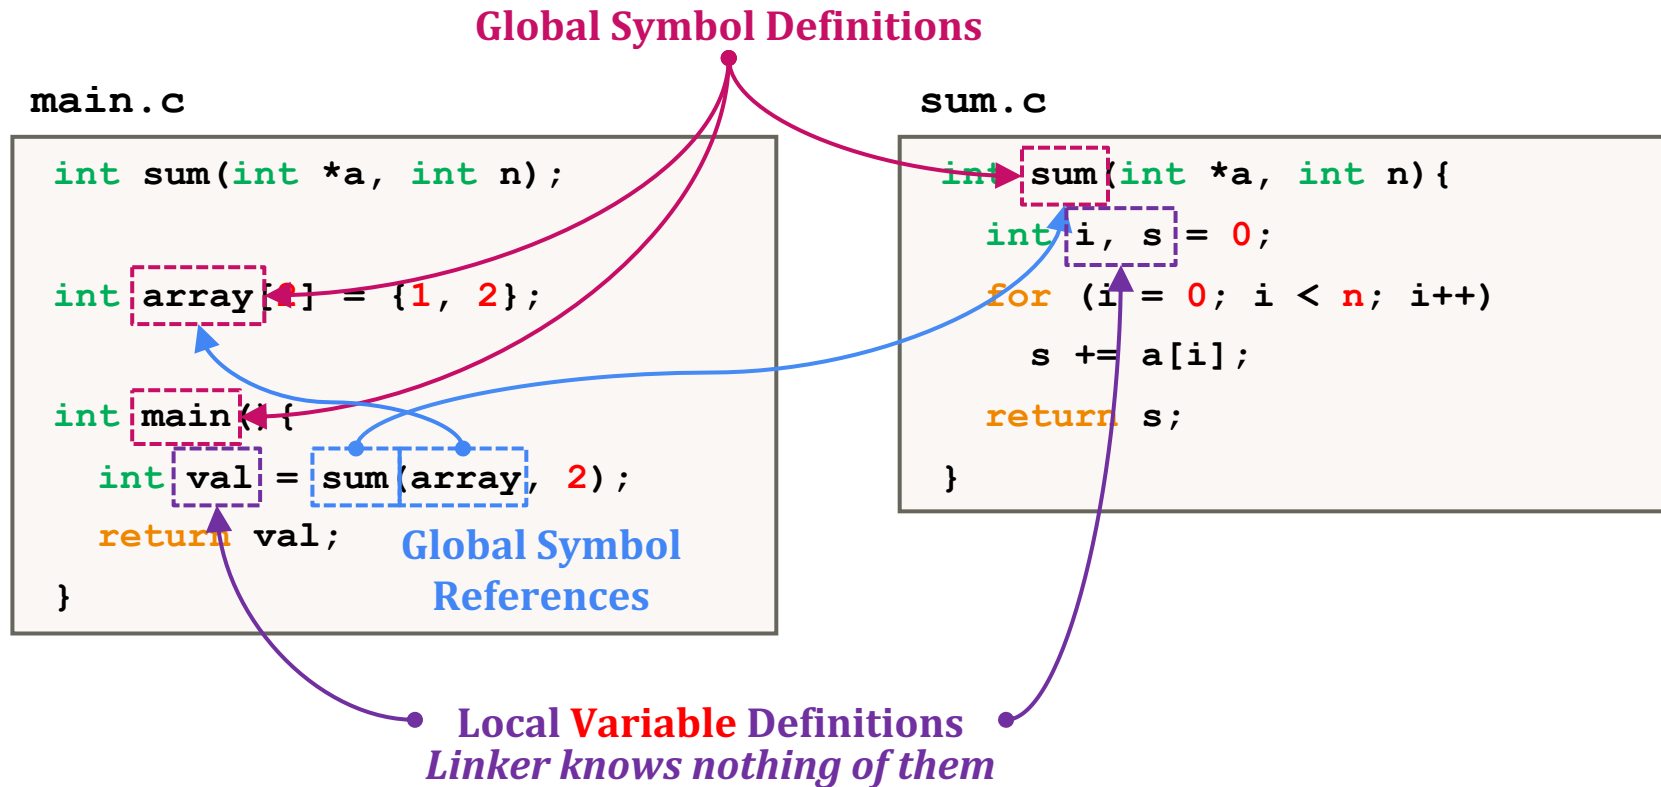 Global Symbol Definitions
main.c
int sum(int *a, int n);
int array[2] = {1, 2};
int main(){
int val = sum(array, 2);
return val;
}
Global Symbol
References
sum.c
int sum(int *a, int n){
int i, s = 0;
for (i = 0; i < n; i++)
s += a[i];
return s;
}
Local Variable Definitions
Linker knows nothing of them